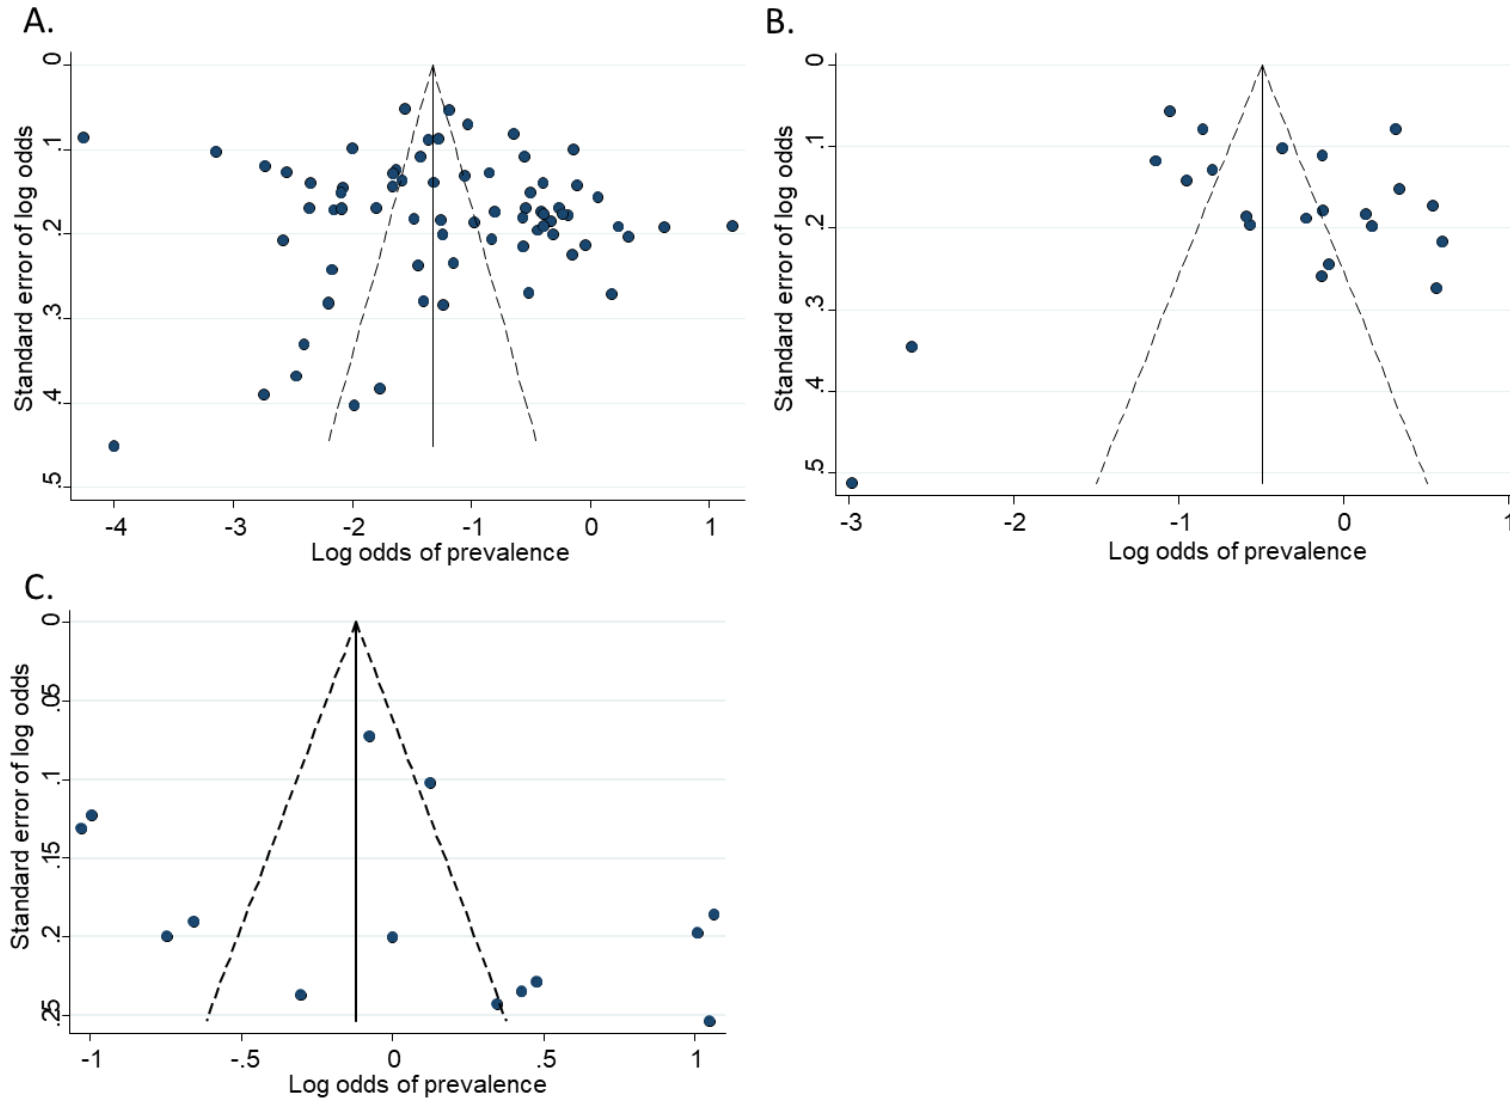 A.
Standard error of log odds
0
.1
.2
.3
.4
.5
-4 -3 -2 -1 0 1
Log odds of prevalence
B.
Standard error of log odds
0
.1
.2
.3
.4
.5
-3 -2 -1 0 1
Log odds of prevalence
C.
Standard error of log odds
0
.05
.1
.15
.2
.25
-1 -.5 0 .5 1
Log odds of prevalence